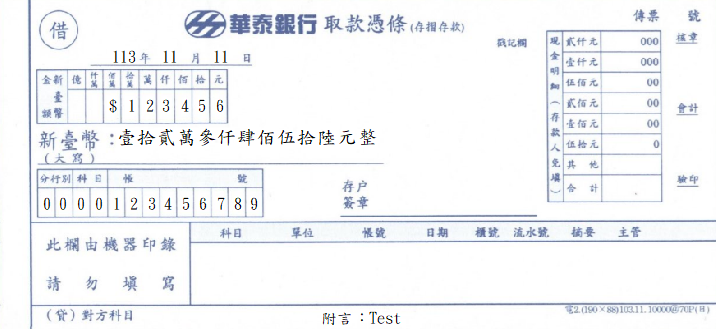 借
華泰銀行 取款憑條 (存摺存款)
傳票 號
戳記欄
113 年 11 月 11 日
新臺幣金額 億 仟萬 佰萬 拾萬 萬 仟 佰 拾 元
$ 1 2 3 4 5 6
新臺幣:壹拾貳萬參仟肆佰伍拾陸元整
(大寫)
分行別 科目 帳 號
0 0 0 0 1 2 3 4 5 6 7 8 9
存戶
簽章
現金明細(存款人免填)
貳仟元 000
壹仟元 000
伍佰元 00
貳佰元 00
壹佰元 00
伍拾元 0
其 他
合 計
核章
會計
驗印
此欄由機器印錄
請勿填寫
科目 單位 帳號 日期 櫃號 流水號 摘要 主管
(貸)對方科目
附言:Test
電2.(190×88)103.11.10000@70P(日)